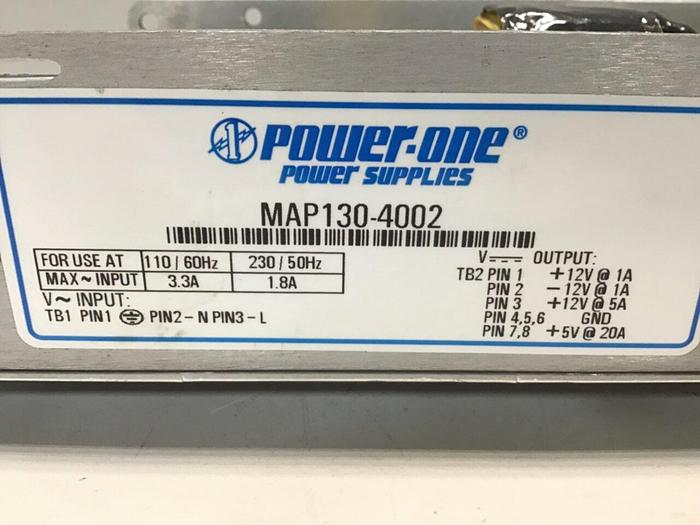 1 POWER-ONE®
POWER SUPPLIES
MAP130-4002
FOR USE AT 110 / 60Hz 230 / 50Hz
MAX ~ INPUT 3.3A 1.8A
V ~ INPUT:
TB1 PIN1 ⏚ PIN2 - N PIN3 - L
V⎓ OUTPUT:
TB2 PIN 1 +12V @ 1A
PIN 2 -12V @ 1A
PIN 3 +12V @ 5A
PIN 4,5,6 GND
PIN 7,8 +5V @ 20A